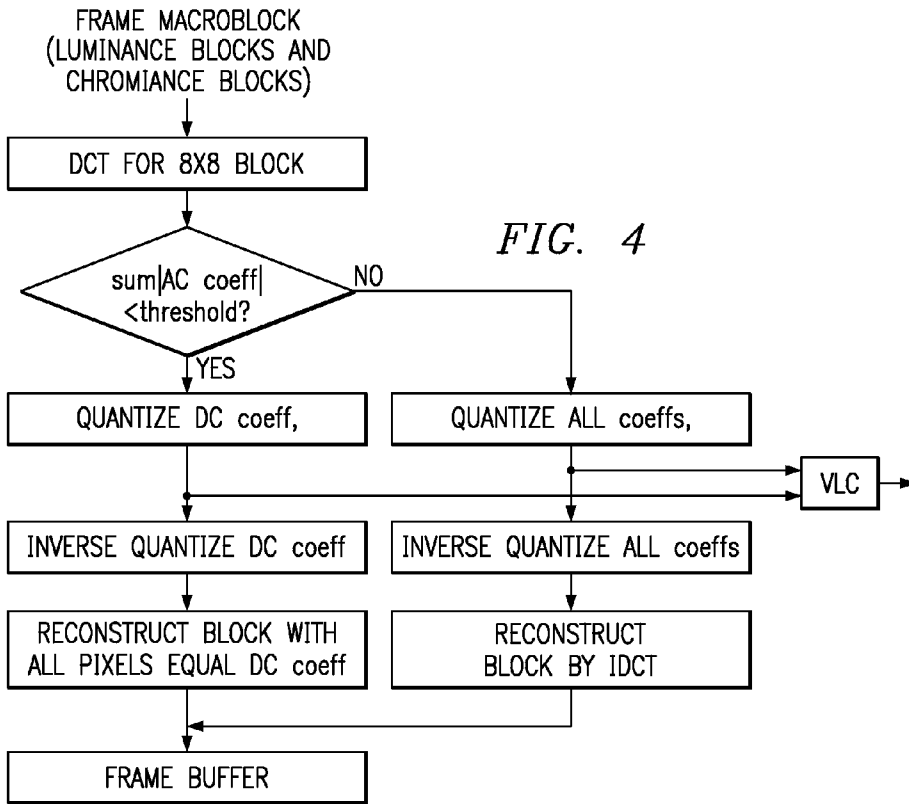 FRAME MACROBLOCK
(LUMINANCE BLOCKS AND
CHROMIANCE BLOCKS)
DCT FOR 8X8 BLOCK
FIG. 4
sum|AC coeff|
<threshold?
NO
YES
QUANTIZE DC coeff,
QUANTIZE ALL coeffs,
VLC
INVERSE QUANTIZE DC coeff
INVERSE QUANTIZE ALL coeffs
RECONSTRUCT BLOCK WITH
ALL PIXELS EQUAL DC coeff
RECONSTRUCT
BLOCK BY IDCT
FRAME BUFFER